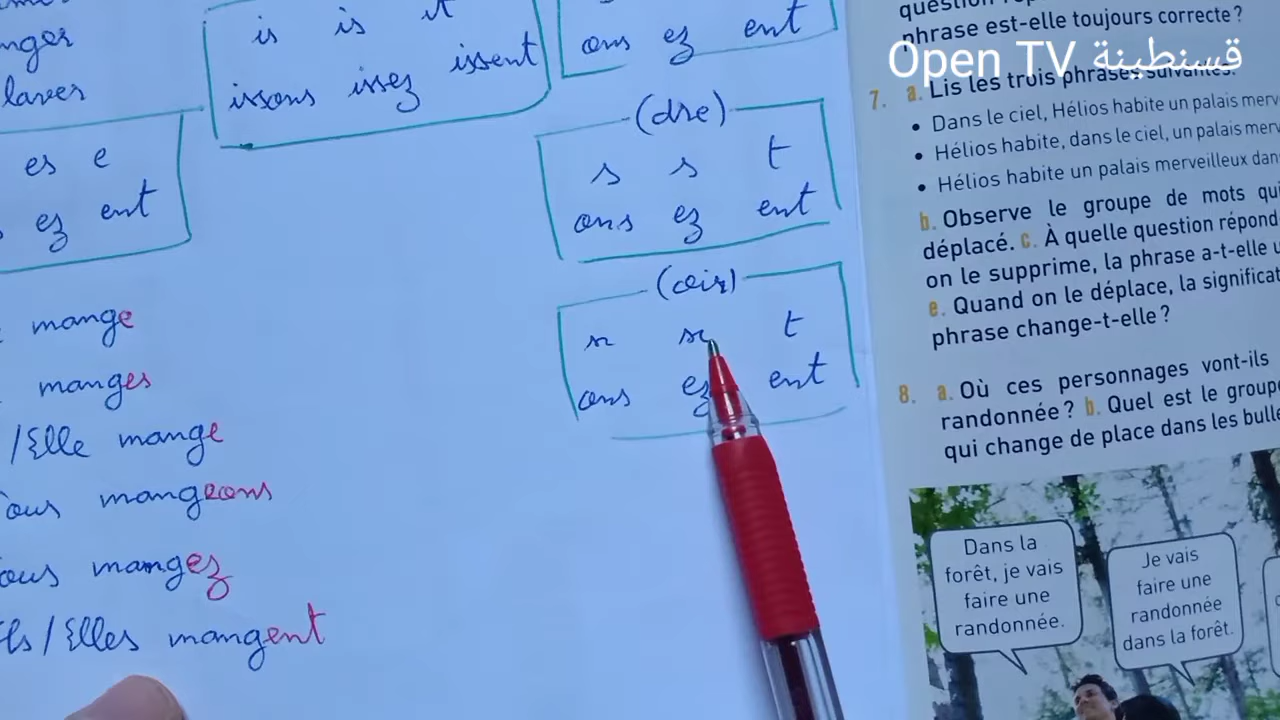 nger
laver
is is it
issons issez issent
ons ez ent
es e
ez ent
(dre)
s s t
ons ez ent
(oir)
x x t
ons ez ent
mange
manges
/Elle mange
ous mangeons
ous mangez
Ils/Elles mangent
Open TV قسنطينة
phrase est-elle toujours correcte ?
7. a. Lis les trois phrases suivantes.
• Dans le ciel, Hélios habite un palais merv
• Hélios habite, dans le ciel, un palais merv
• Hélios habite un palais merveilleux dan
b. Observe le groupe de mots qui
déplacé. c. À quelle question répond
on le supprime, la phrase a-t-elle u
e. Quand on le déplace, la significat
phrase change-t-elle ?
8. a. Où ces personnages vont-ils
randonnée ? b. Quel est le groupe
qui change de place dans les bulle
Dans la
forêt, je vais
faire une
randonnée.
Je vais
faire une
randonnée
dans la forêt.